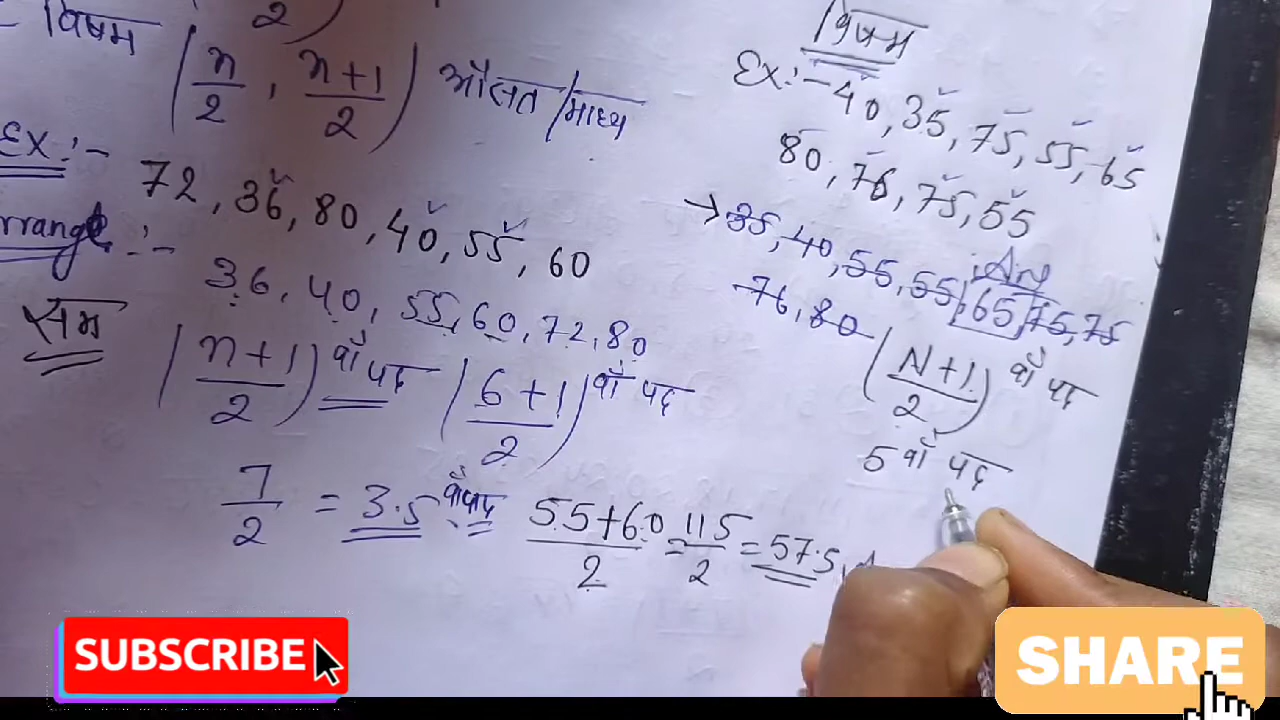 2)
- विषम (n/2, n+1/2) औसत/माध्य
Ex:- 72, 36, 80, 40, 55, 60
Arrange:- 36, 40, 55, 60, 72, 80
सम (n+1/2)वाँ पद (6+1/2)वाँ पद
7/2 = 3.5 वाँ पद 55+60/2 = 115/2 = 57.5,
विषम
Ex:- 40, 35, 75, 55, 65
80, 76, 75, 55
→ 35, 40, 55, 55, 65 75, 75
Ans
76, 80 (N+1/2) वाँ पद
5 वाँ पद
SUBSCRIBE
SHARE